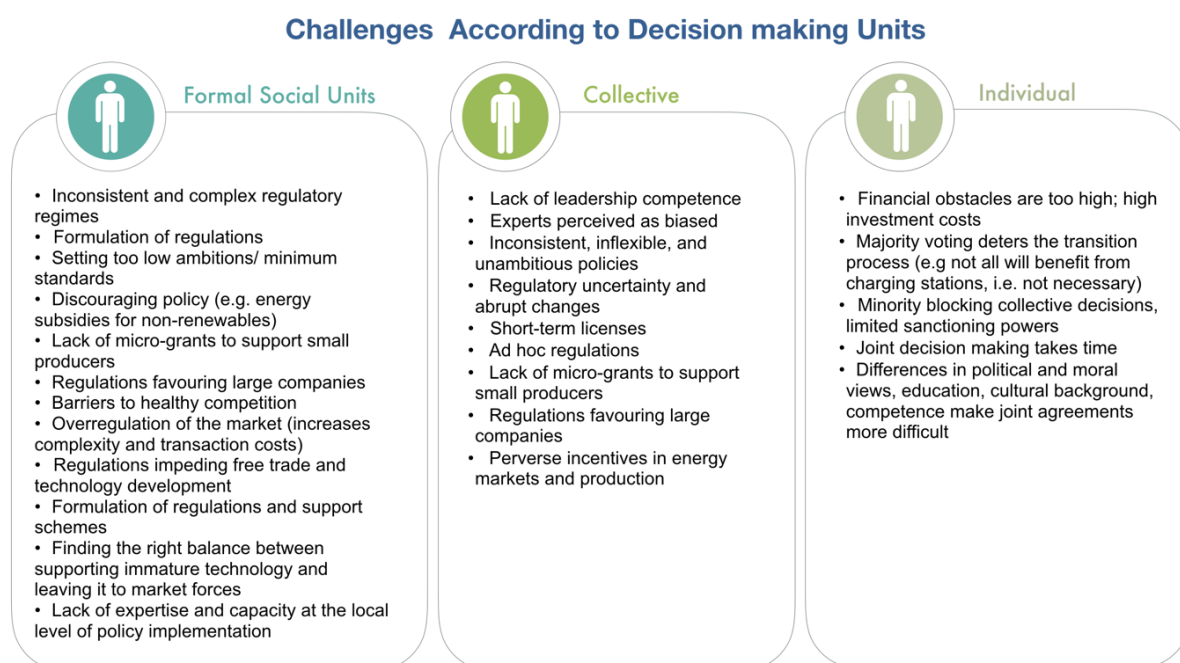 Challenges According to Decision making Units
Formal Social Units
• Inconsistent and complex regulatory
regimes
• Formulation of regulations
• Setting too low ambitions/ minimum
standards
• Discouraging policy (e.g. energy
subsidies for non-renewables)
• Lack of micro-grants to support small
producers
• Regulations favouring large companies
• Barriers to healthy competition
• Overregulation of the market (increases
complexity and transaction costs)
• Regulations impeding free trade and
technology development
• Formulation of regulations and support
schemes
• Finding the right balance between
supporting immature technology and
leaving it to market forces
• Lack of expertise and capacity at the local
level of policy implementation
Collective
• Lack of leadership competence
• Experts perceived as biased
• Inconsistent, inflexible, and
unambitious policies
• Regulatory uncertainty and
abrupt changes
• Short-term licenses
• Ad hoc regulations
• Lack of micro-grants to support
small producers
• Regulations favouring large
companies
• Perverse incentives in energy
markets and production
Individual
• Financial obstacles are too high; high
investment costs
• Majority voting deters the transition
process (e.g not all will benefit from
charging stations, i.e. not necessary)
• Minority blocking collective decisions,
limited sanctioning powers
• Joint decision making takes time
• Differences in political and moral
views, education, cultural background,
competence make joint agreements
more difficult